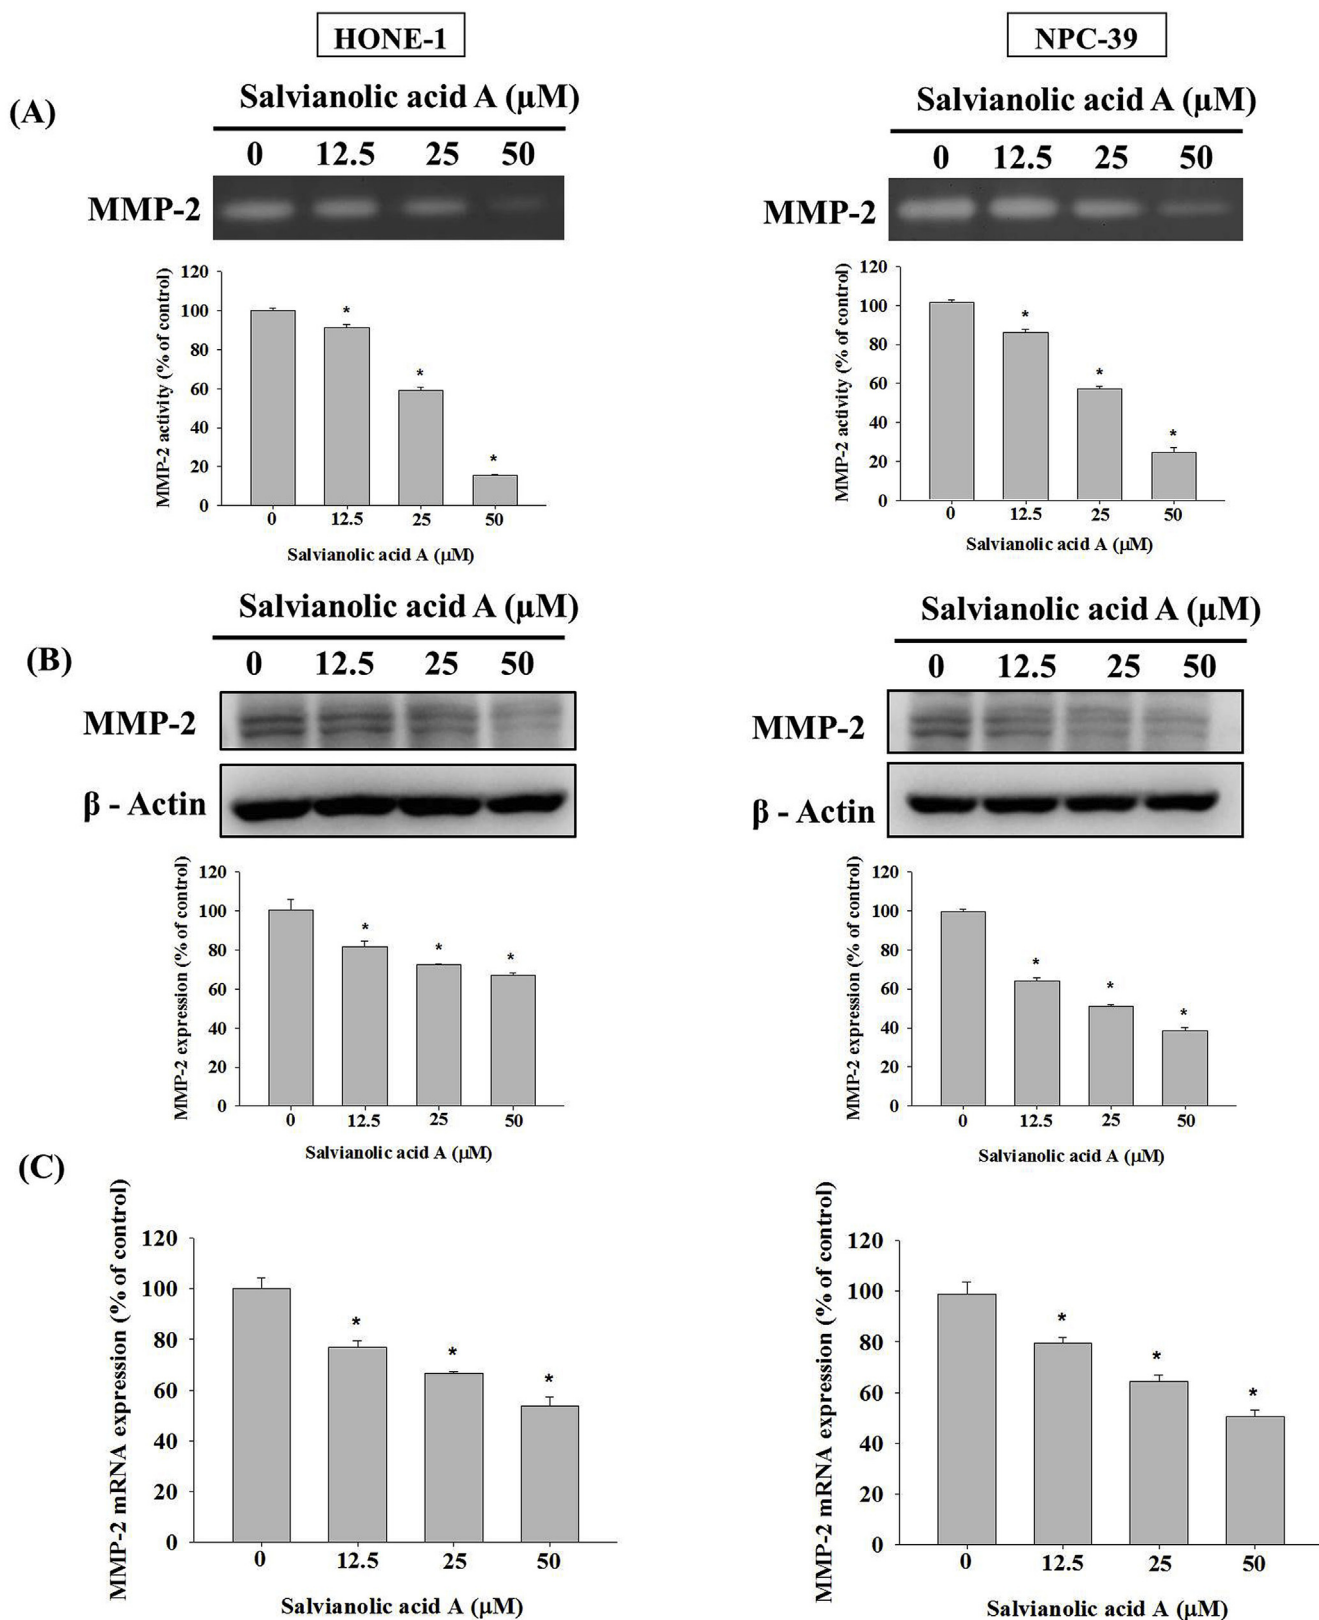 HONE-1
NPC-39
(A)
Salvianolic acid A (µM)
0 12.5 25 50
MMP-2
MMP-2 activity (% of control)
120
100
80
60
40
20
0
* * *
0 12.5 25 50
Salvianolic acid A (µM)
Salvianolic acid A (µM)
0 12.5 25 50
MMP-2
MMP-2 activity (% of control)
120
100
80
60
40
20
0
* * *
0 12.5 25 50
Salvianolic acid A (µM)
(B)
Salvianolic acid A (µM)
0 12.5 25 50
MMP-2
β - Actin
MMP-2 expression (% of control)
120
100
80
60
40
20
0
* * *
0 12.5 25 50
Salvianolic acid A (µM)
Salvianolic acid A (µM)
0 12.5 25 50
MMP-2
β - Actin
MMP-2 expression (% of control)
120
100
80
60
40
20
0
* * *
0 12.5 25 50
Salvianolic acid A (µM)
(C)
MMP-2 mRNA expression (% of control)
120
100
80
60
40
20
0
* * *
0 12.5 25 50
Salvianolic acid A (µM)
MMP-2 mRNA expression (% of control)
120
100
80
60
40
20
0
* * *
0 12.5 25 50
Salvianolic acid A (µM)